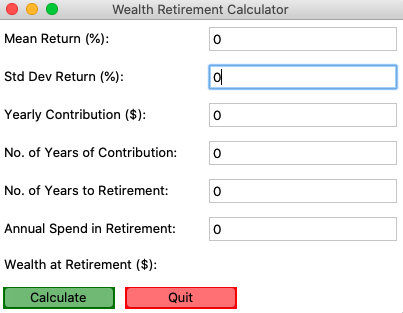 Wealth Retirement Calculator
Mean Return (%): 0
Std Dev Return (%): 0
Yearly Contribution ($): 0
No. of Years of Contribution: 0
No. of Years to Retirement: 0
Annual Spend in Retirement: 0
Wealth at Retirement ($):
Calculate Quit